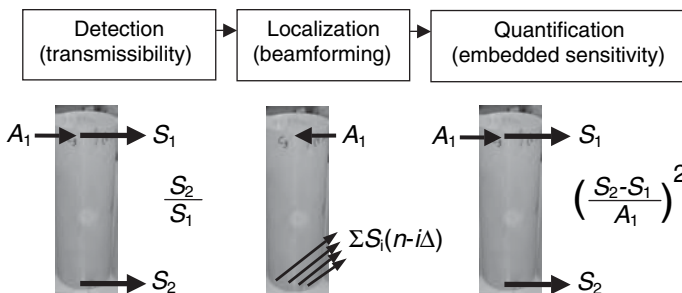 Detection
(transmissibility)
Localization
(beamforming)
Quantification
(embedded sensitivity)
A₁
S₁
S₂
S₁
S₂
A₁
ΣSᵢ(n-iΔ)
A₁
S₁
(S₂-S₁
A₁)²
S₂